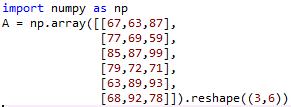 import numpy as np
A = np.array([[67,63,87],
[77,69,59],
[85,87,99],
[79,72,71],
[63,89,93],
[68,92,78]]).reshape((3,6))